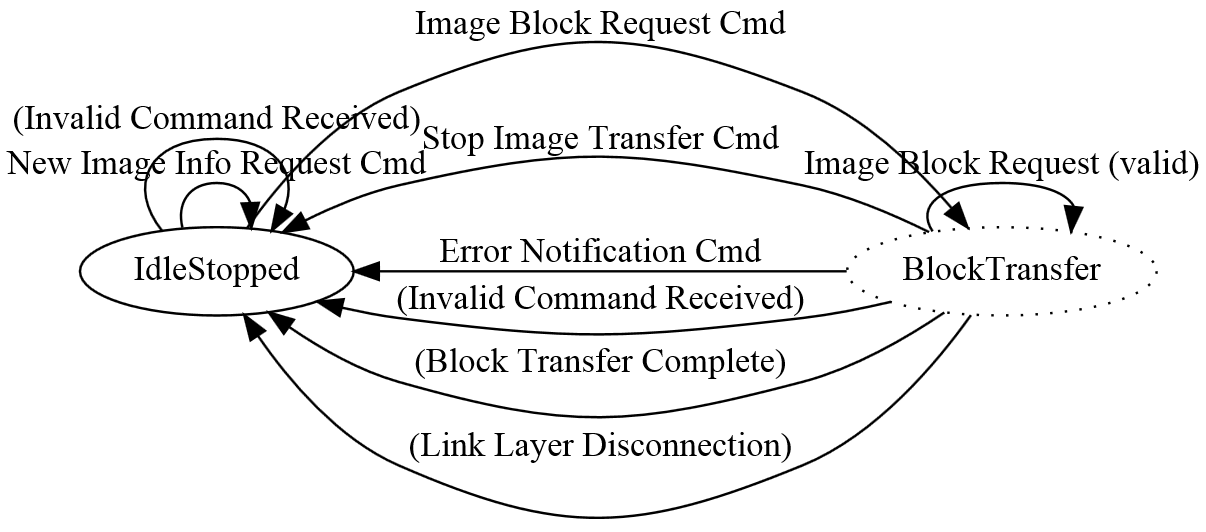 Image Block Request Cmd
(Invalid Command Received)
Stop Image Transfer Cmd
New Image Info Request Cmd
Image Block Request (valid)
Error Notification Cmd
IdleStopped
BlockTransfer
(Invalid Command Received)
(Block Transfer Complete)
(Link Layer Disconnection)